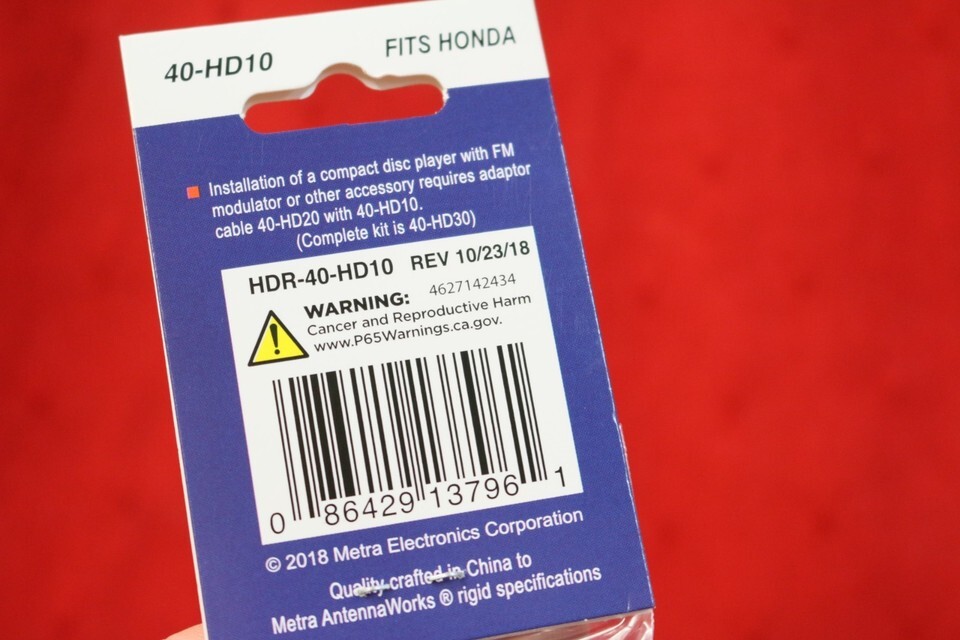 40-HD10 FITS HONDA
Installation of a compact disc player with FM
modulator or other accessory requires adaptor
cable 40-HD20 with 40-HD10.
(Complete kit is 40-HD30)
HDR-40-HD10 REV 10/23/18
WARNING: 4627142434
Cancer and Reproductive Harm
www.P65Warnings.ca.gov.
0 86429 13796 1
© 2018 Metra Electronics Corporation
Quality crafted in China to
Metra AntennaWorks ® rigid specifications